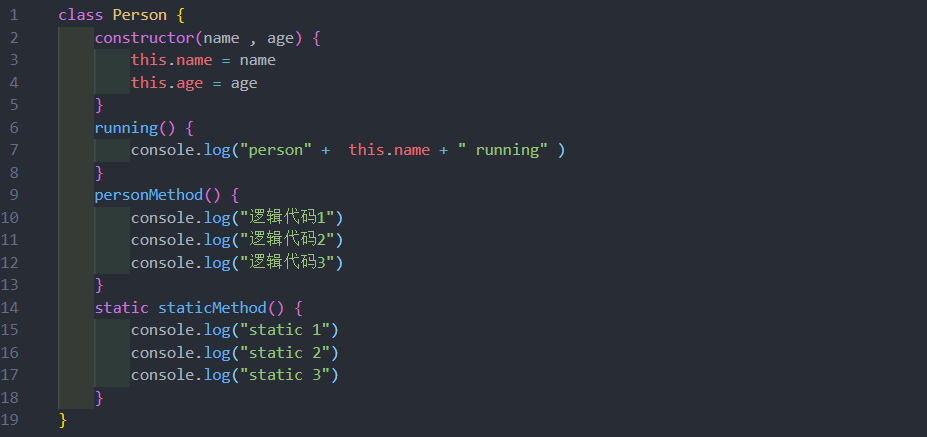 1 class Person {
2 constructor(name , age) {
3 this.name = name
4 this.age = age
5 }
6 running() {
7 console.log("person" +  this.name + " running" )
8 }
9 personMethod() {
10 console.log("逻辑代码1")
11 console.log("逻辑代码2")
12 console.log("逻辑代码3")
13 }
14 static staticMethod() {
15 console.log("static 1")
16 console.log("static 2")
17 console.log("static 3")
18 }
19 }